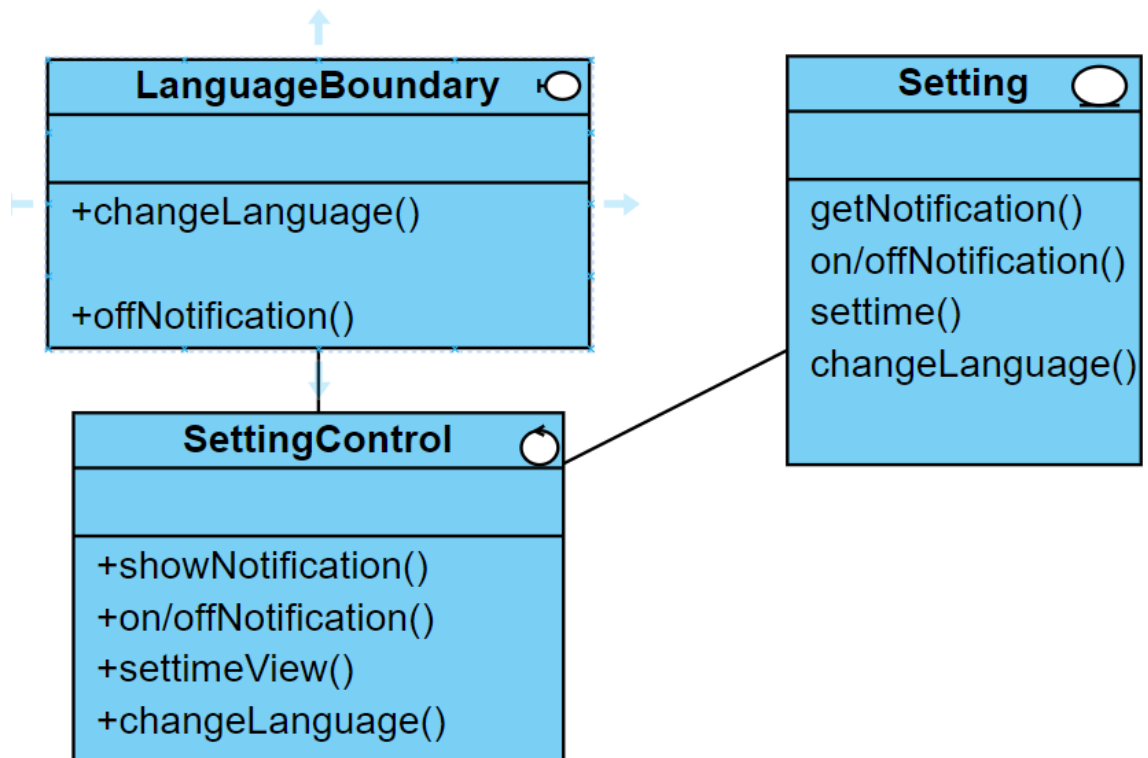 LanguageBoundary
+changeLanguage()
+offNotification()
Setting
getNotification()
on/offNotification()
settime()
changeLanguage()
SettingControl
+showNotification()
+on/offNotification()
+settimeView()
+changeLanguage()